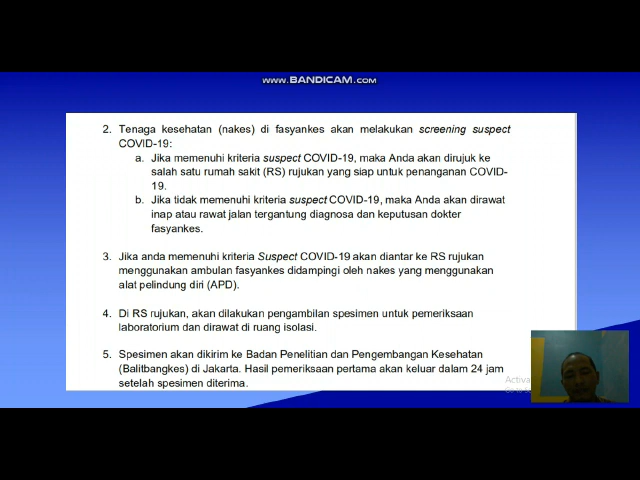 www.BANDICAM.com
2. Tenaga kesehatan (nakes) di fasyankes akan melakukan screening suspect
COVID-19:
a. Jika memenuhi kriteria suspect COVID-19, maka Anda akan dirujuk ke
salah satu rumah sakit (RS) rujukan yang siap untuk penanganan COVID-
19.
b. Jika tidak memenuhi kriteria suspect COVID-19, maka Anda akan dirawat
inap atau rawat jalan tergantung diagnosa dan keputusan dokter
fasyankes.
3. Jika anda memenuhi kriteria Suspect COVID-19 akan diantar ke RS rujukan
menggunakan ambulan fasyankes didampingi oleh nakes yang menggunakan
alat pelindung diri (APD).
4. Di RS rujukan, akan dilakukan pengambilan spesimen untuk pemeriksaan
laboratorium dan dirawat di ruang isolasi.
5. Spesimen akan dikirim ke Badan Penelitian dan Pengembangan Kesehatan
(Balitbangkes) di Jakarta. Hasil pemeriksaan pertama akan keluar dalam 24 jam
setelah spesimen diterima.
Activa